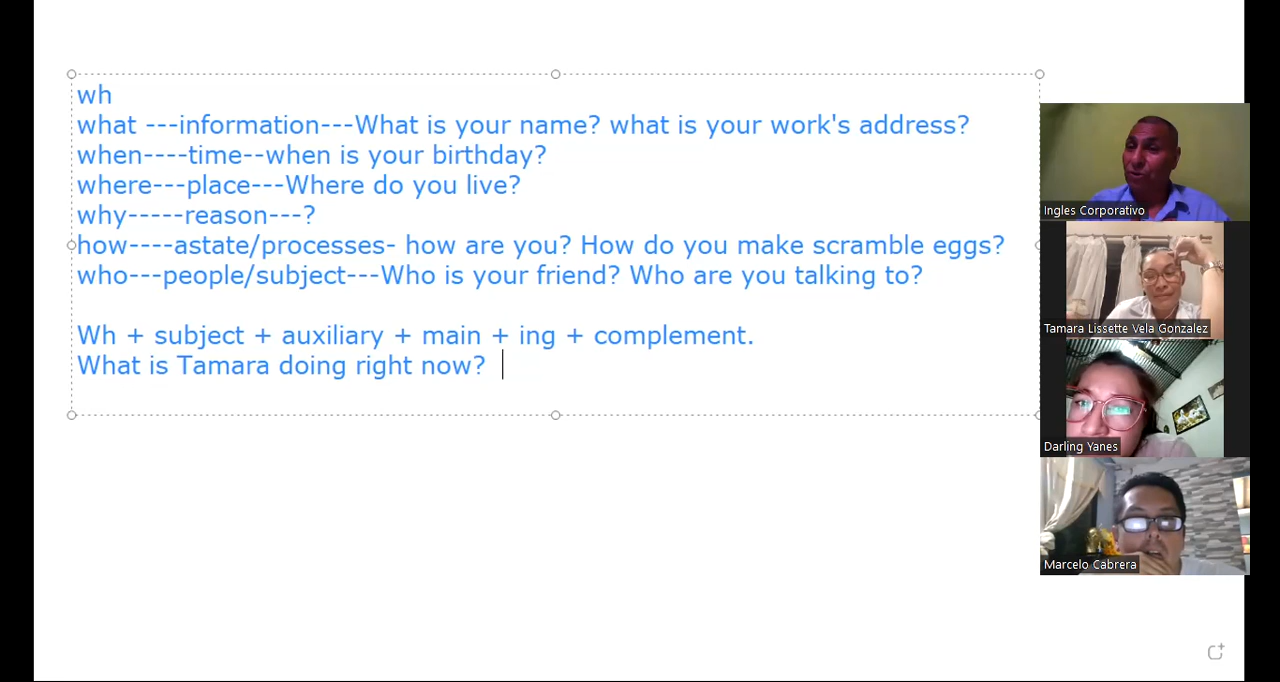 wh
what ---information---What is your name? what is your work's address?
when----time--when is your birthday?
where---place---Where do you live?
why-----reason---?
how----astate/processes- how are you? How do you make scramble eggs?
who---people/subject---Who is your friend? Who are you talking to?
Wh + subject + auxiliary + main + ing + complement.
What is Tamara doing right now?
Ingles Corporativo
Tamara Lissette Vela Gonzalez
Darling Yanes
Marcelo Cabrera